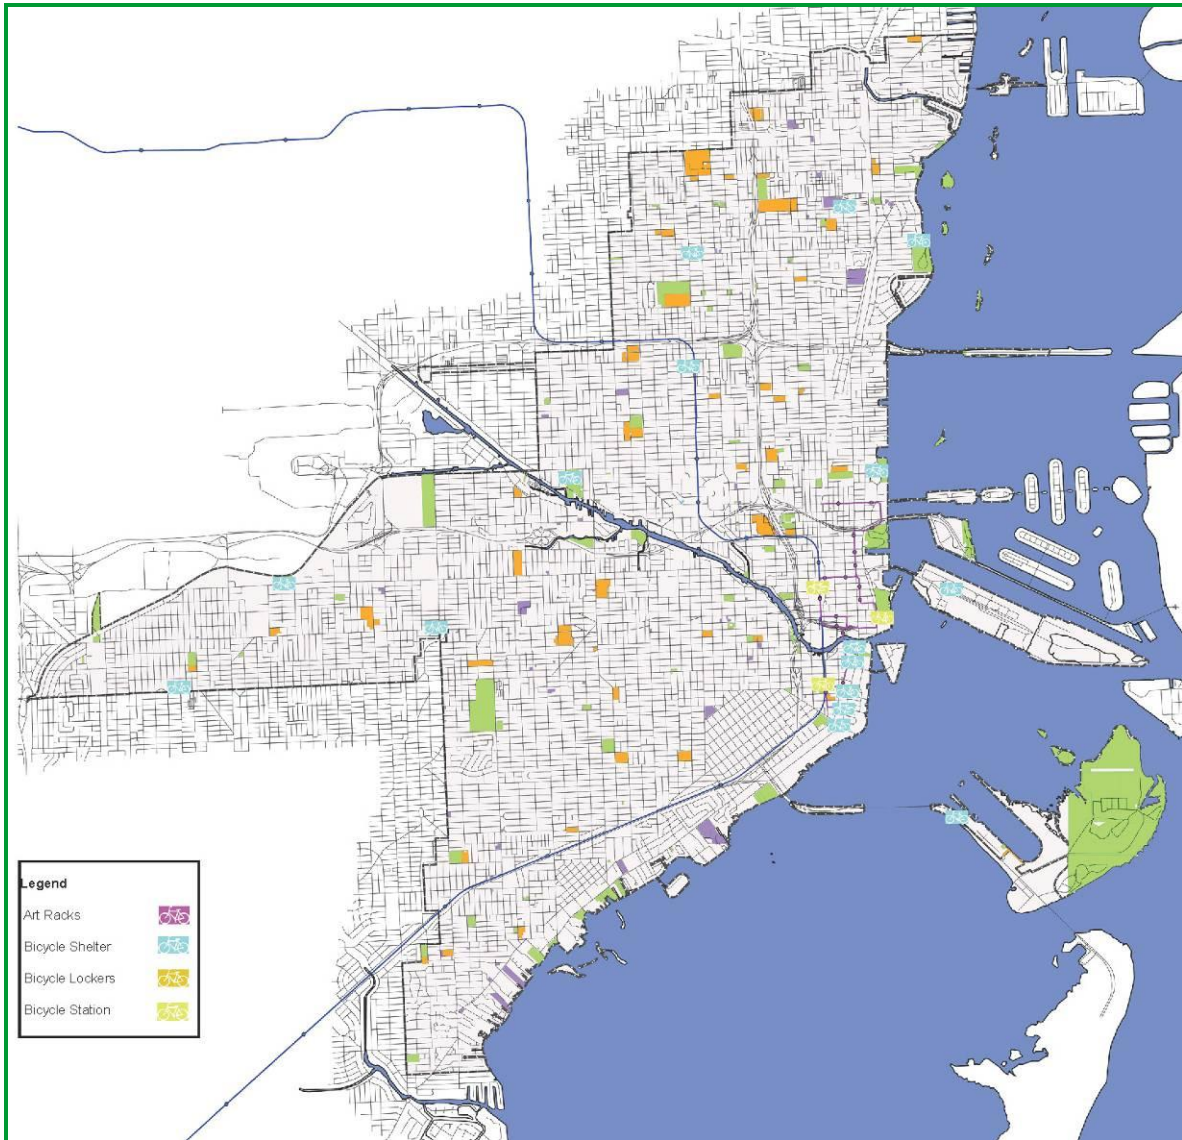 Legend
Art Racks
Bicycle Shelter
Bicycle Lockers
Bicycle Station